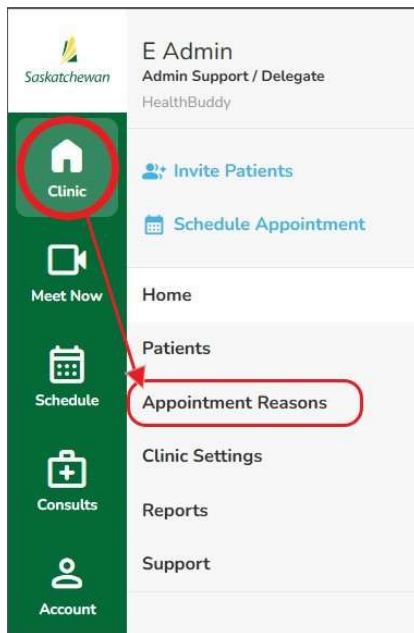 Saskatchewan
Clinic
Meet Now
Schedule
Consults
Account
E Admin
Admin Support / Delegate
HealthBuddy
Invite Patients
Schedule Appointment
Home
Patients
Appointment Reasons
Clinic Settings
Reports
Support